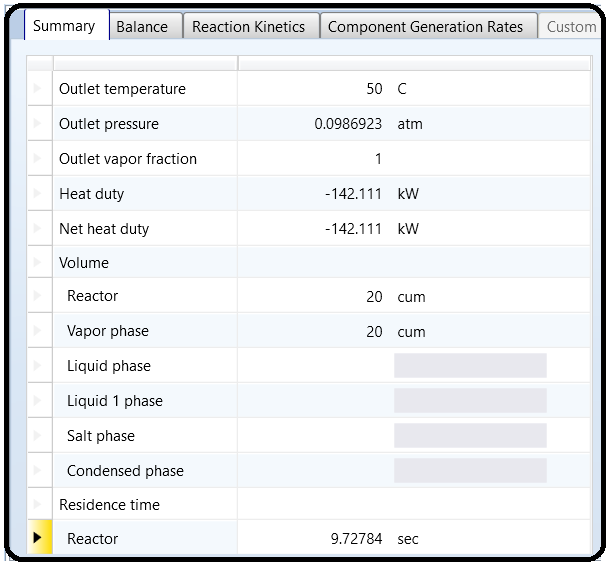 Summary Balance Reaction Kinetics Component Generation Rates Custom
Outlet temperature 50 C
Outlet pressure 0.0986923 atm
Outlet vapor fraction 1
Heat duty -142.111 kW
Net heat duty -142.111 kW
Volume
Reactor 20 cum
Vapor phase 20 cum
Liquid phase
Liquid 1 phase
Salt phase
Condensed phase
Residence time
Reactor 9.72784 sec